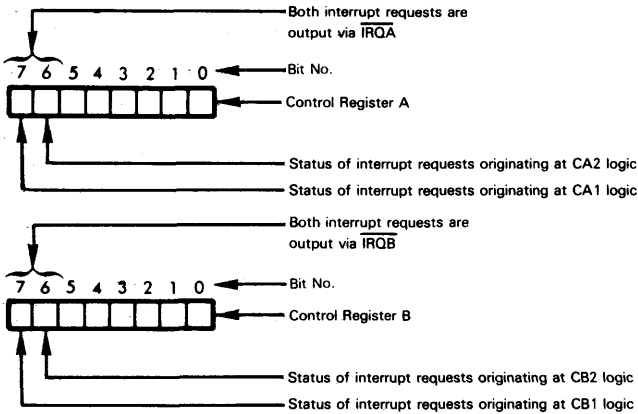 Both interrupt requests are
output via IRQA
7 6 5 4 3 2 1 0
Bit No.
Control Register A
Status of interrupt requests originating at CA2 logic
Status of interrupt requests originating at CA1 logic
Both interrupt requests are
output via IRQB
7 6 5 4 3 2 1 0
Bit No.
Control Register B
Status of interrupt requests originating at CB2 logic
Status of interrupt requests originating at CB1 logic